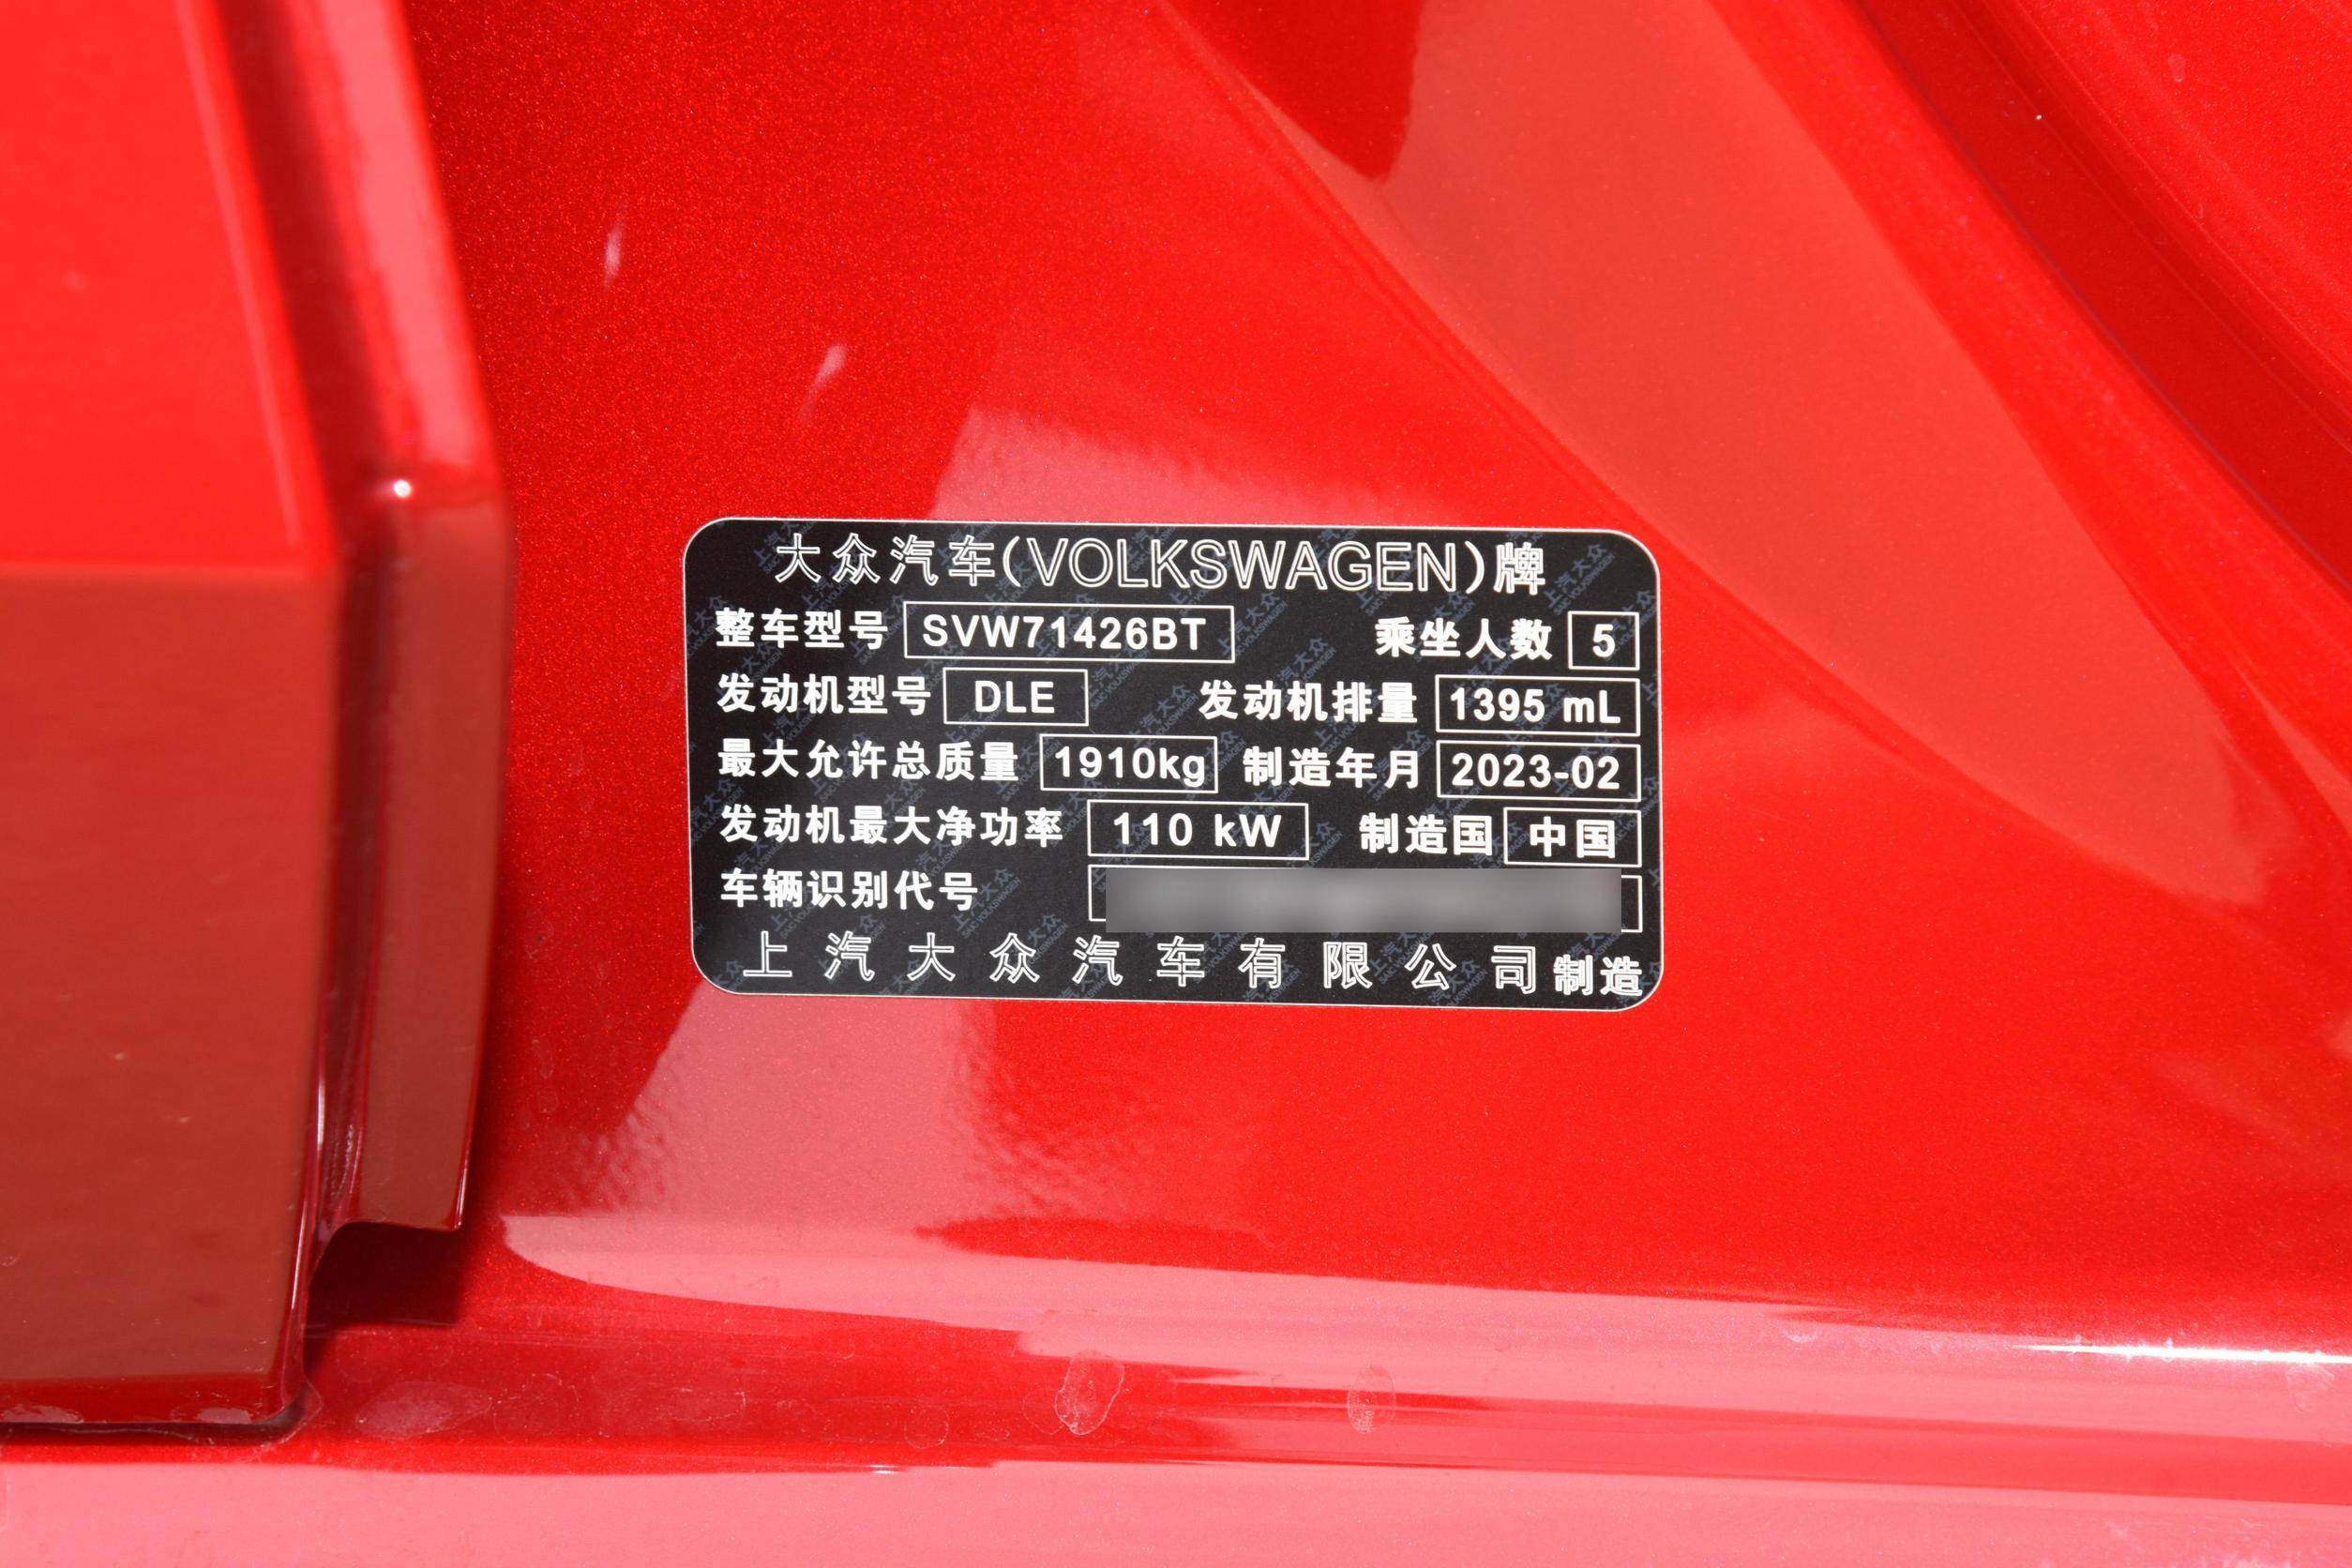 大众汽车(VOLKSWAGEN)牌
整车型号 SVW71426BT 乘坐人数 5
发动机型号 DLE 发动机排量 1395 mL
最大允许总质量 1910kg 制造年月 2023-02
发动机最大净功率 110 kW 制造国 中国
车辆识别代号
上汽大众汽车有限公司制造